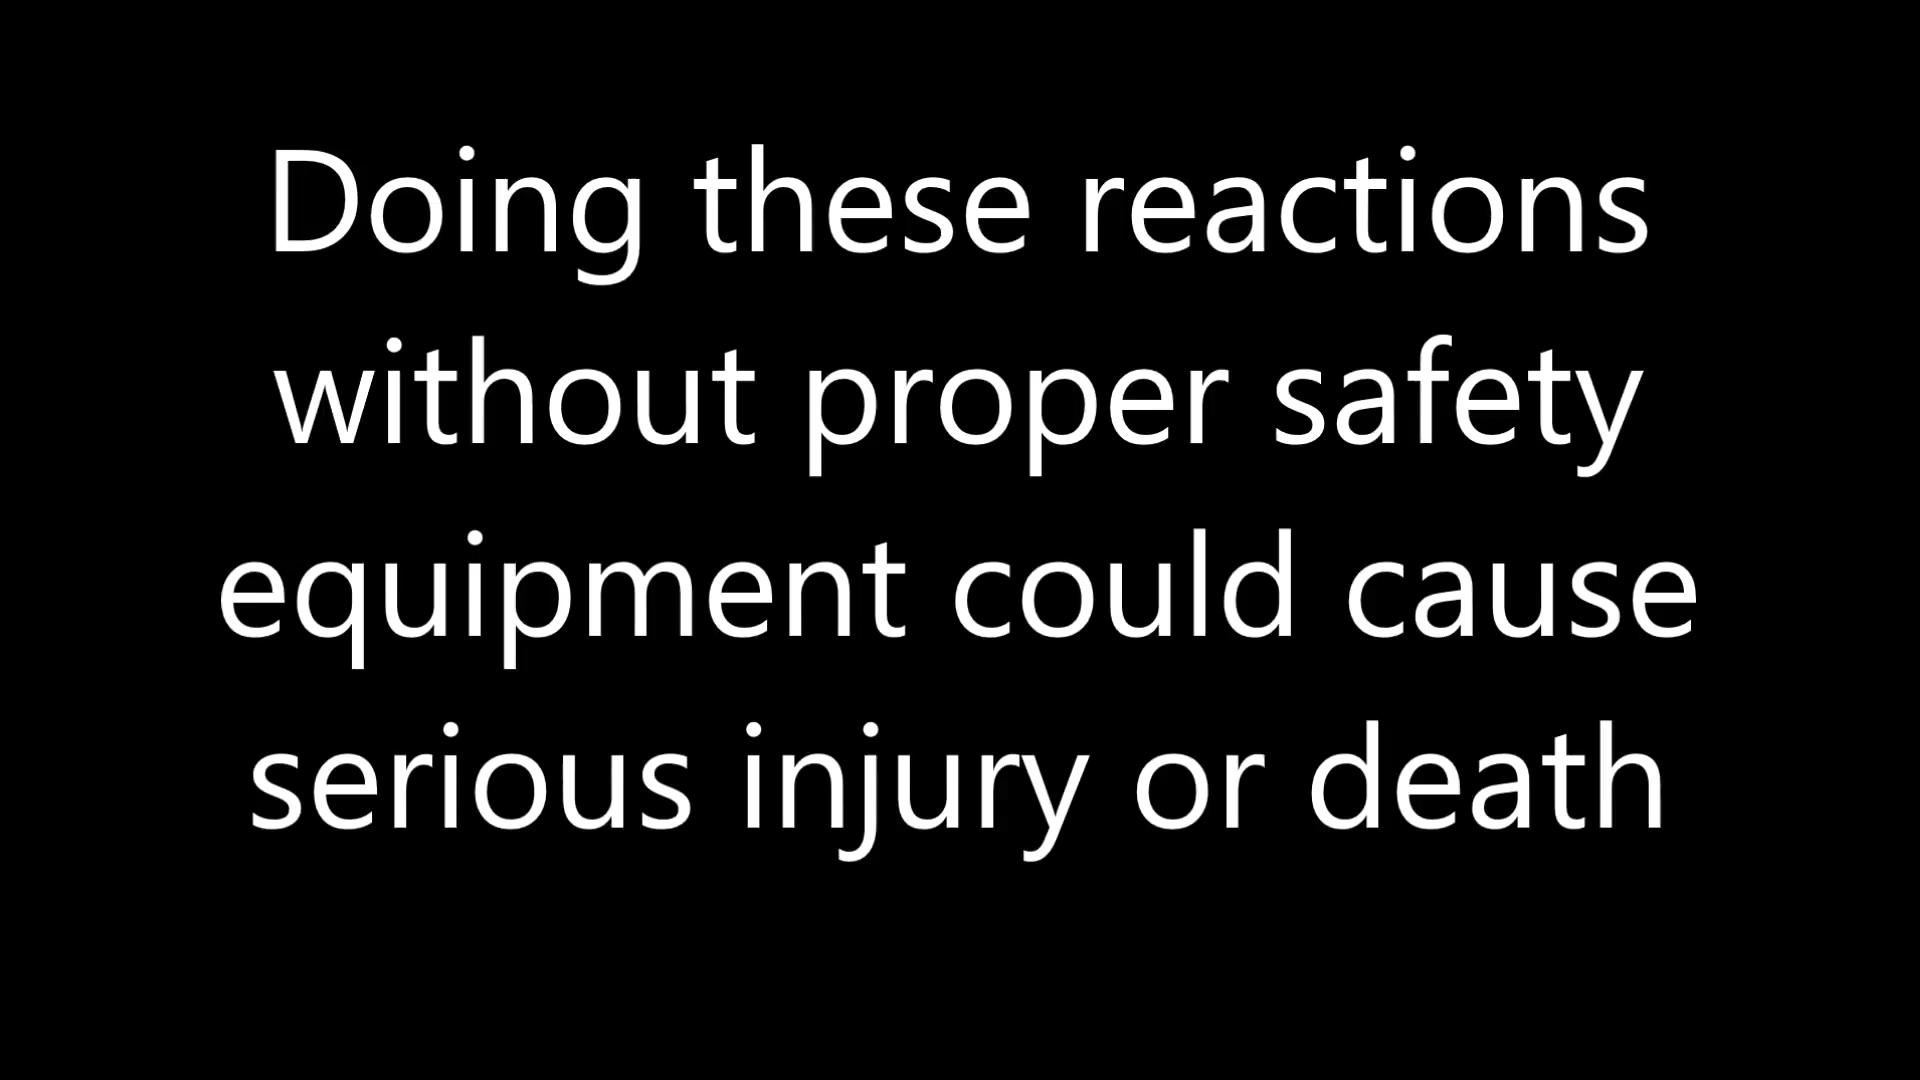 Doing these reactions
without proper safety
equipment could cause
serious injury or death